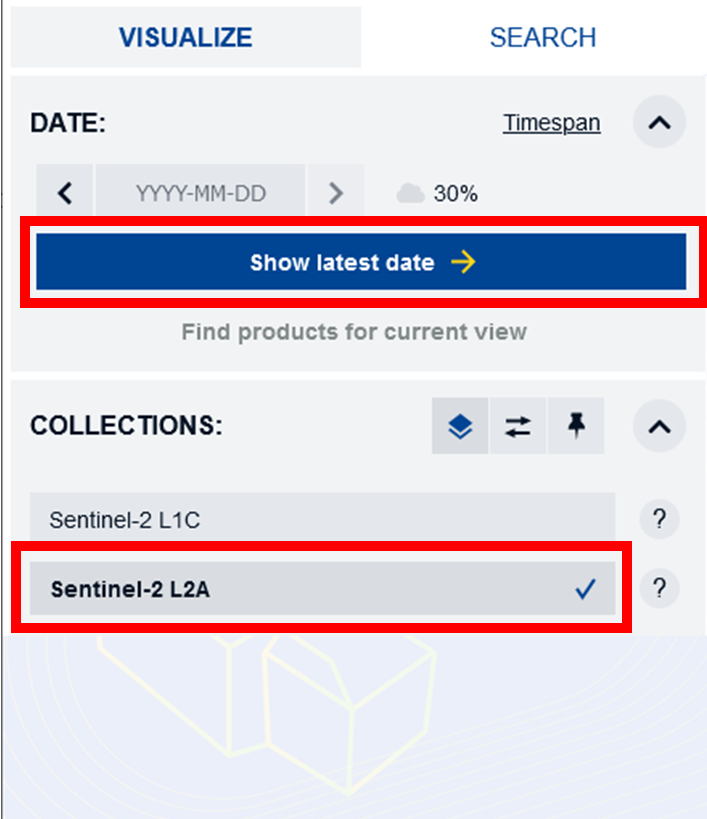 VISUALIZE SEARCH
DATE: Timespan
YYYY-MM-DD 30%
Show latest date →
Find products for current view
COLLECTIONS:
Sentinel-2 L1C ?
Sentinel-2 L2A ✓ ?